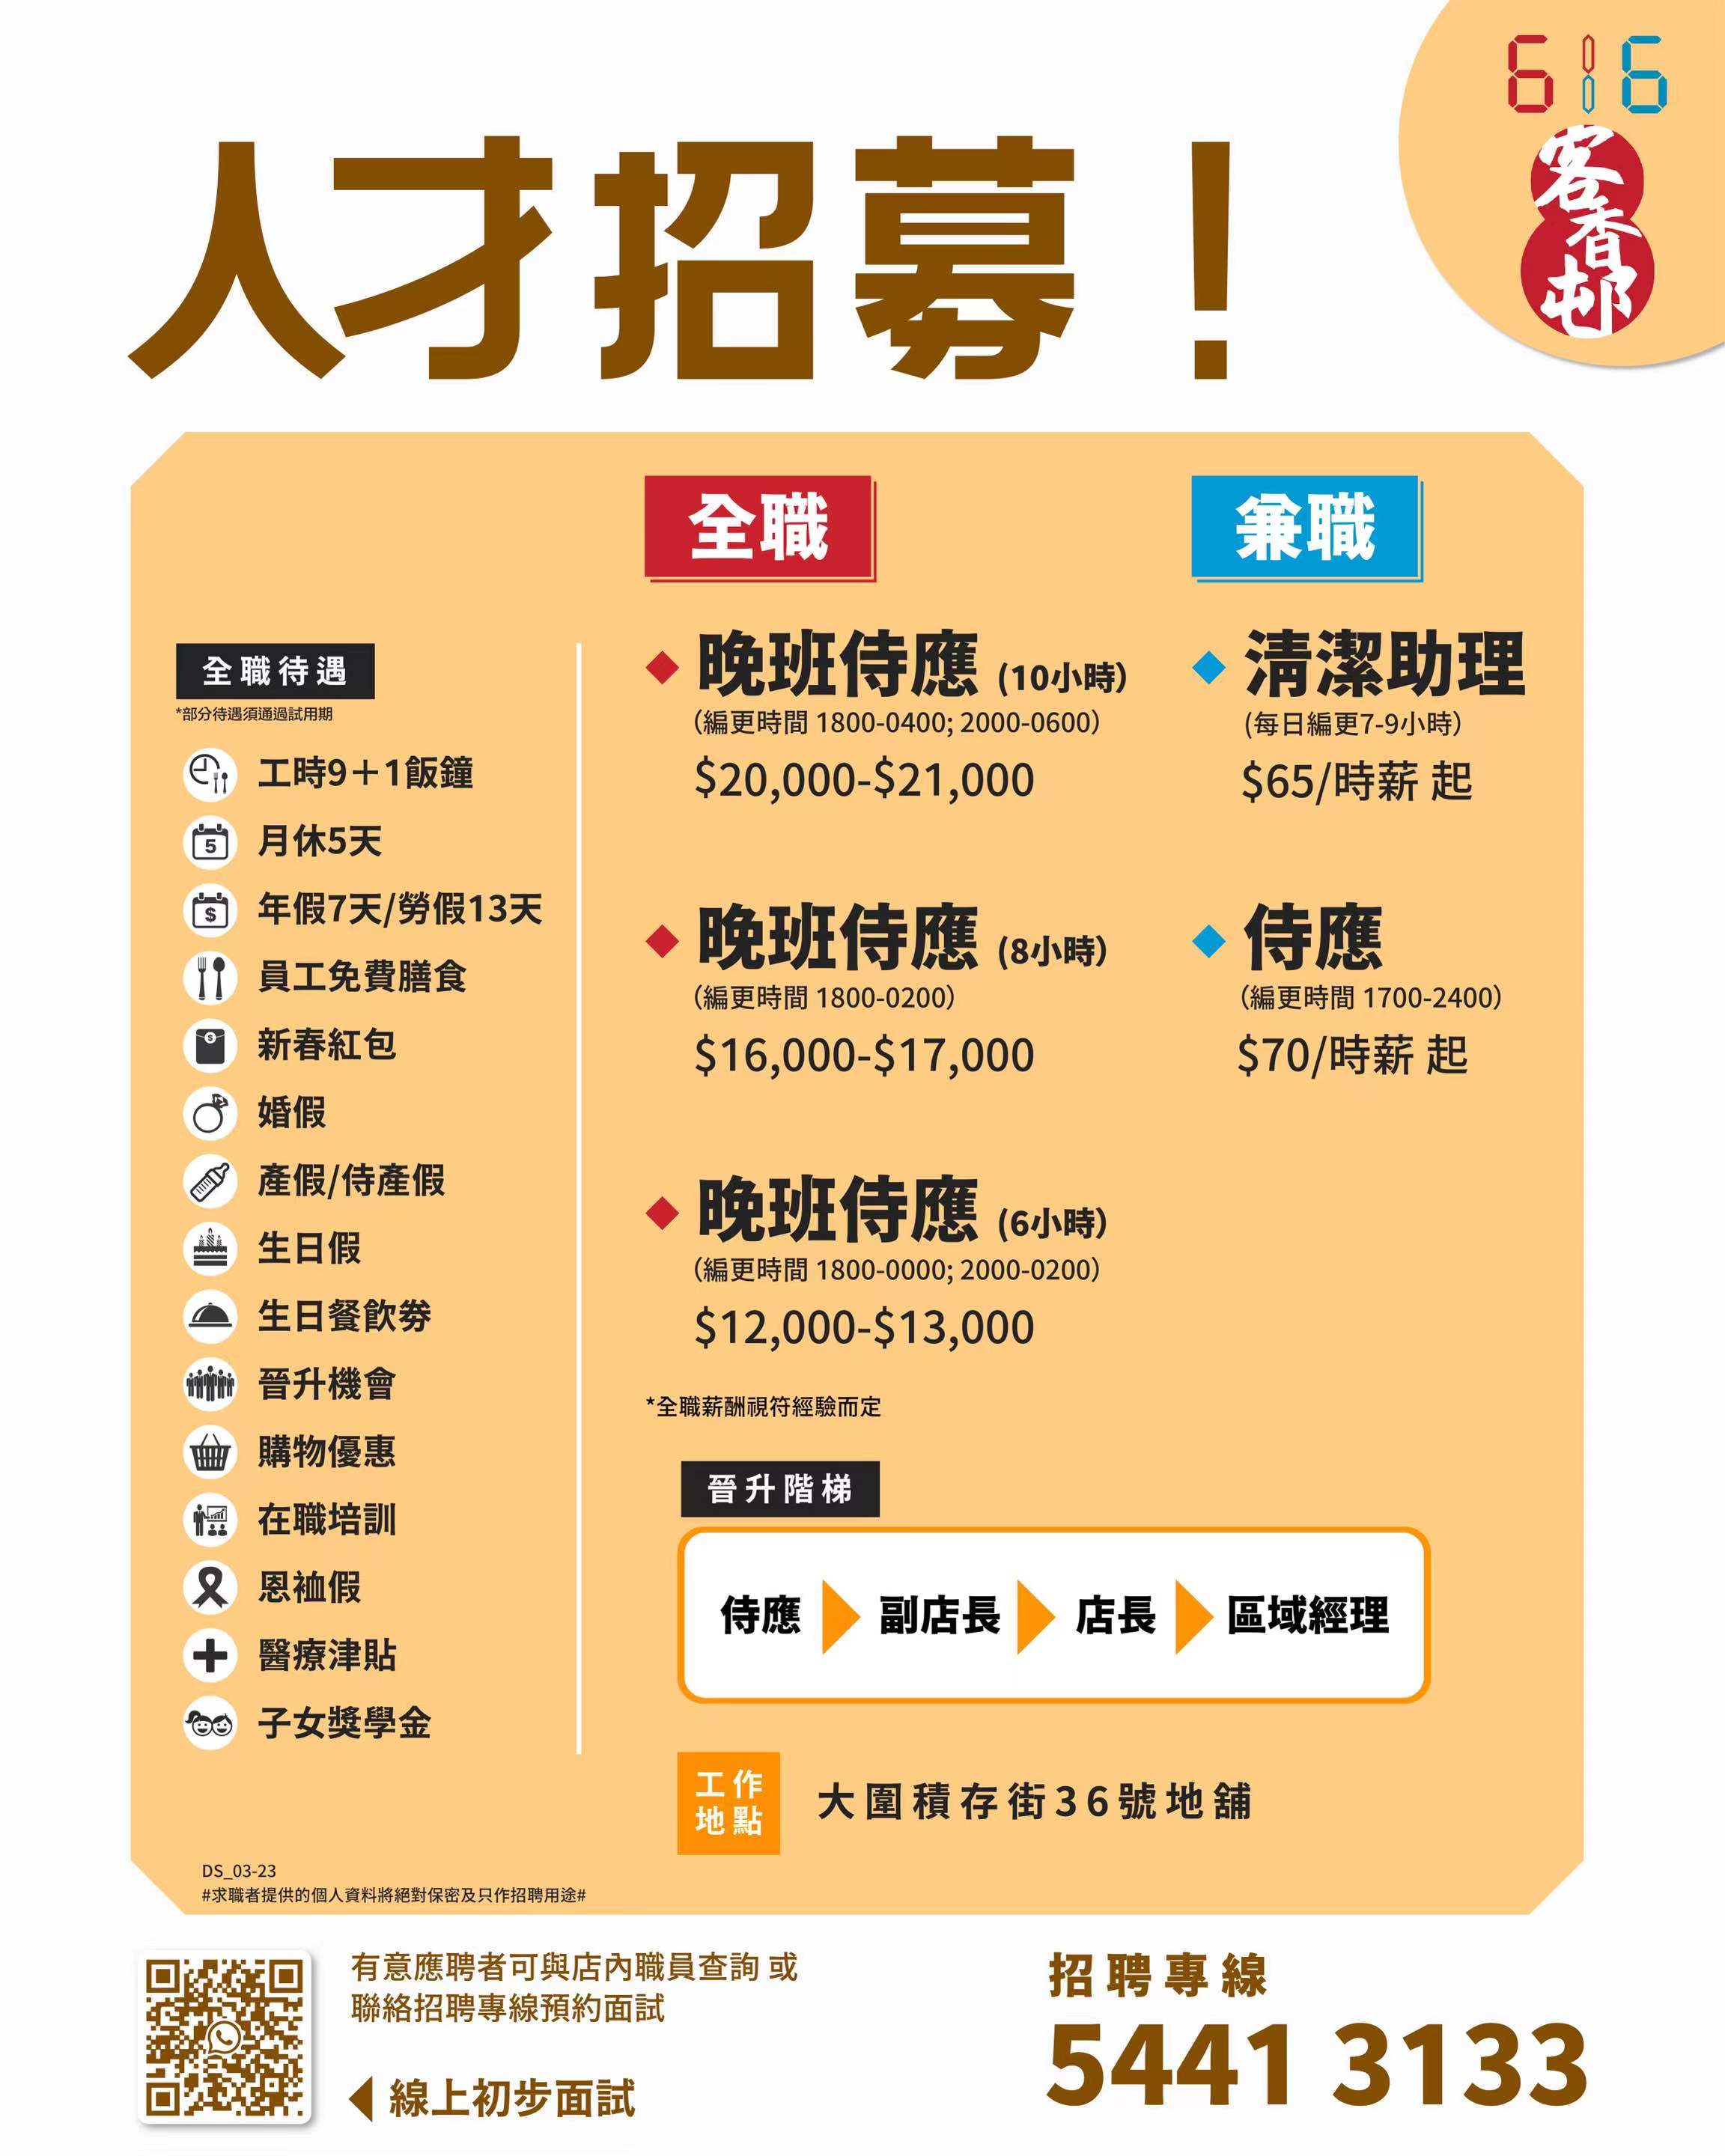 616
客香邨
人才招募！
全職
兼職
全職待遇
*部分待遇須通過試用期
工時9＋1飯鐘
月休5天
年假7天/勞假13天
員工免費膳食
新春紅包
婚假
產假/侍產假
生日假
生日餐飲劵
晉升機會
購物優惠
在職培訓
恩衈假
醫療津貼
子女獎學金
晚班侍應 (10小時)
(編更時間 1800-0400; 2000-0600)
$20,000-$21,000
晚班侍應 (8小時)
(編更時間 1800-0200)
$16,000-$17,000
晚班侍應 (6小時)
(編更時間 1800-0000; 2000-0200)
$12,000-$13,000
*全職薪酬視符經驗而定
清潔助理
(每日編更7-9小時)
$65/時薪 起
侍應
(編更時間 1700-2400)
$70/時薪 起
晉升階梯
侍應 副店長 店長 區域經理
工作
地點
大圍積存街36號地舖
DS_03-23
#求職者提供的個人資料將絕對保密及只作招聘用途#
有意應聘者可與店內職員查詢 或
聯絡招聘專線預約面試
線上初步面試
招聘專線
5441 3133